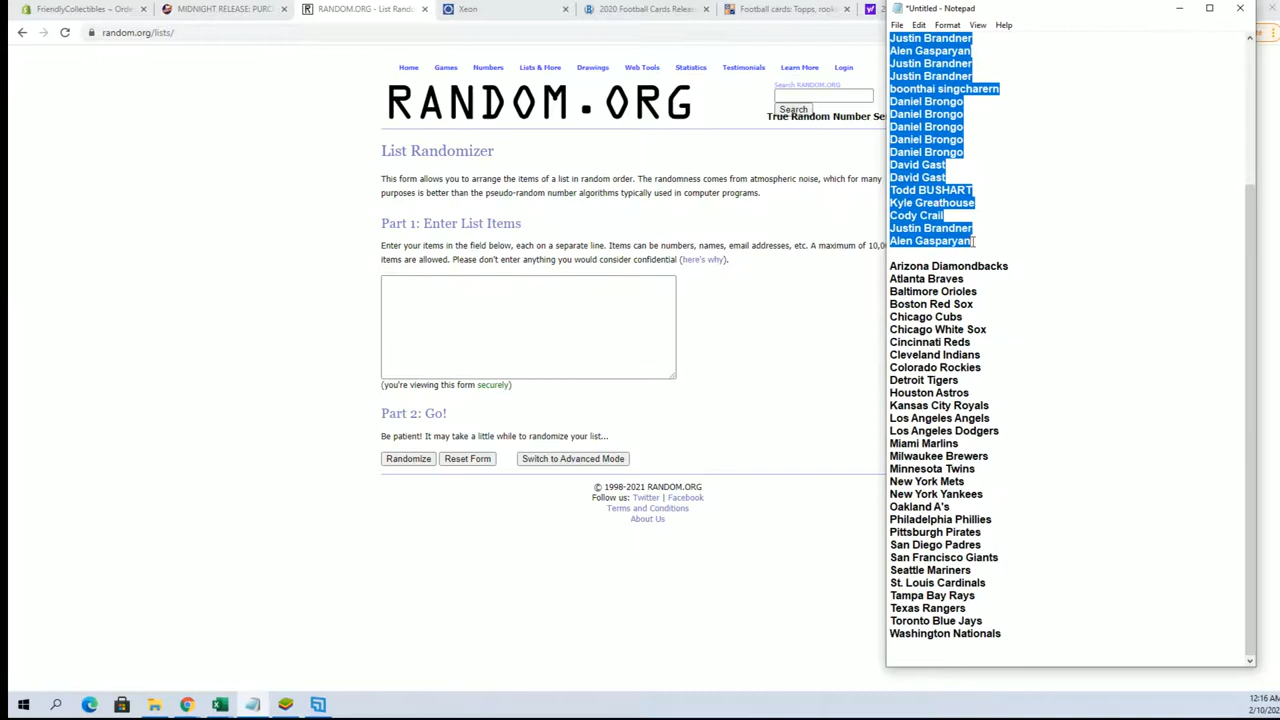 FriendlyCollectibles ~ Orde
MIDNIGHT RELEASE: PURC
RANDOM.ORG - List Rando
Xeon
2020 Football Cards Releas
Football cards: Topps, rook
random.org/lists/
Home Games Numbers Lists & More Drawings Web Tools Statistics Testimonials Learn More Login
Search RANDOM.ORG
RANDOM.ORG
Search
True Random Number Se
List Randomizer
This form allows you to arrange the items of a list in random order. The randomness comes from atmospheric noise, which for many
purposes is better than the pseudo-random number algorithms typically used in computer programs.
Part 1: Enter List Items
Enter your items in the field below, each on a separate line. Items can be numbers, names, email addresses, etc. A maximum of 10,0
items are allowed. Please don't enter anything you would consider confidential (here's why).
(you're viewing this form securely)
Part 2: Go!
Be patient! It may take a little while to randomize your list...
Randomize Reset Form Switch to Advanced Mode
© 1998-2021 RANDOM.ORG
Follow us: Twitter | Facebook
Terms and Conditions
About Us
*Untitled - Notepad
File Edit Format View Help
Justin Brandner
Alen Gasparyan
Justin Brandner
Justin Brandner
boonthai singcharern
Daniel Brongo
Daniel Brongo
Daniel Brongo
Daniel Brongo
Daniel Brongo
David Gast
David Gast
Todd BUSHART
Kyle Greathouse
Cody Crail
Justin Brandner
Alen Gasparyan
Arizona Diamondbacks
Atlanta Braves
Baltimore Orioles
Boston Red Sox
Chicago Cubs
Chicago White Sox
Cincinnati Reds
Cleveland Indians
Colorado Rockies
Detroit Tigers
Houston Astros
Kansas City Royals
Los Angeles Angels
Los Angeles Dodgers
Miami Marlins
Milwaukee Brewers
Minnesota Twins
New York Mets
New York Yankees
Oakland A's
Philadelphia Phillies
Pittsburgh Pirates
San Diego Padres
San Francisco Giants
Seattle Mariners
St. Louis Cardinals
Tampa Bay Rays
Texas Rangers
Toronto Blue Jays
Washington Nationals
12:16 AM
2/10/202